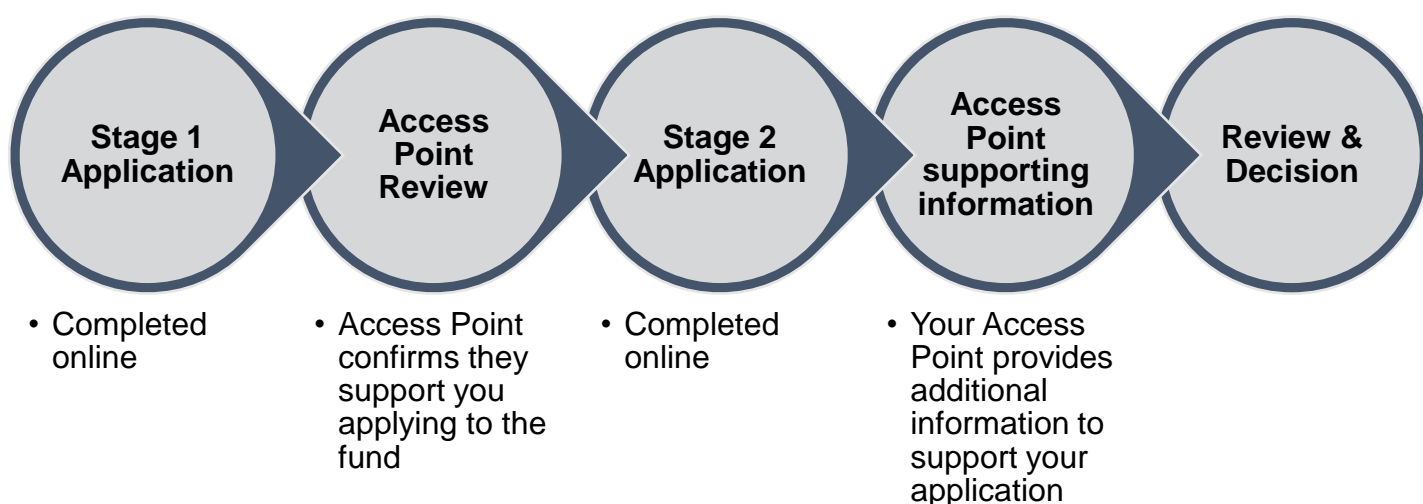 Stage 1
Application
Access
Point
Review
Stage 2
Application
Access
Point
supporting
information
Review &
Decision
• Completed
online
• Access Point
confirms they
support you
applying to the
fund
• Completed
online
• Your Access
Point provides
additional
information to
support your
application